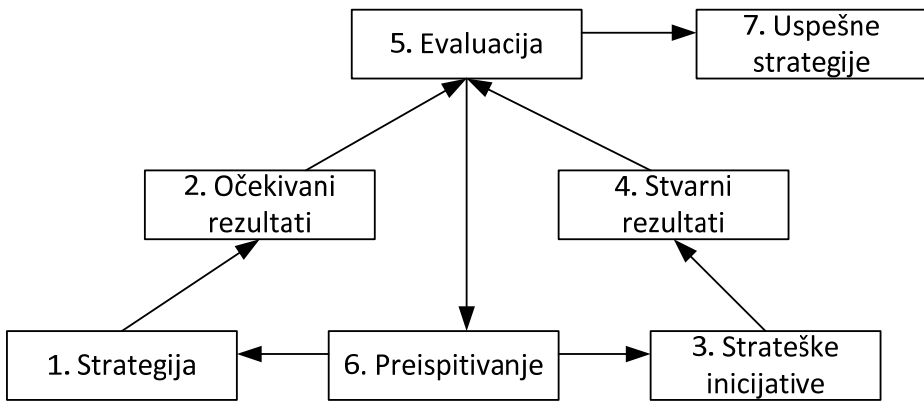 5. Evaluacija
7. Uspešne
strategije
2. Očekivani
rezultati
4. Stvarni
rezultati
1. Strategija
6. Preispitivanje
3. Strateške
inicijative